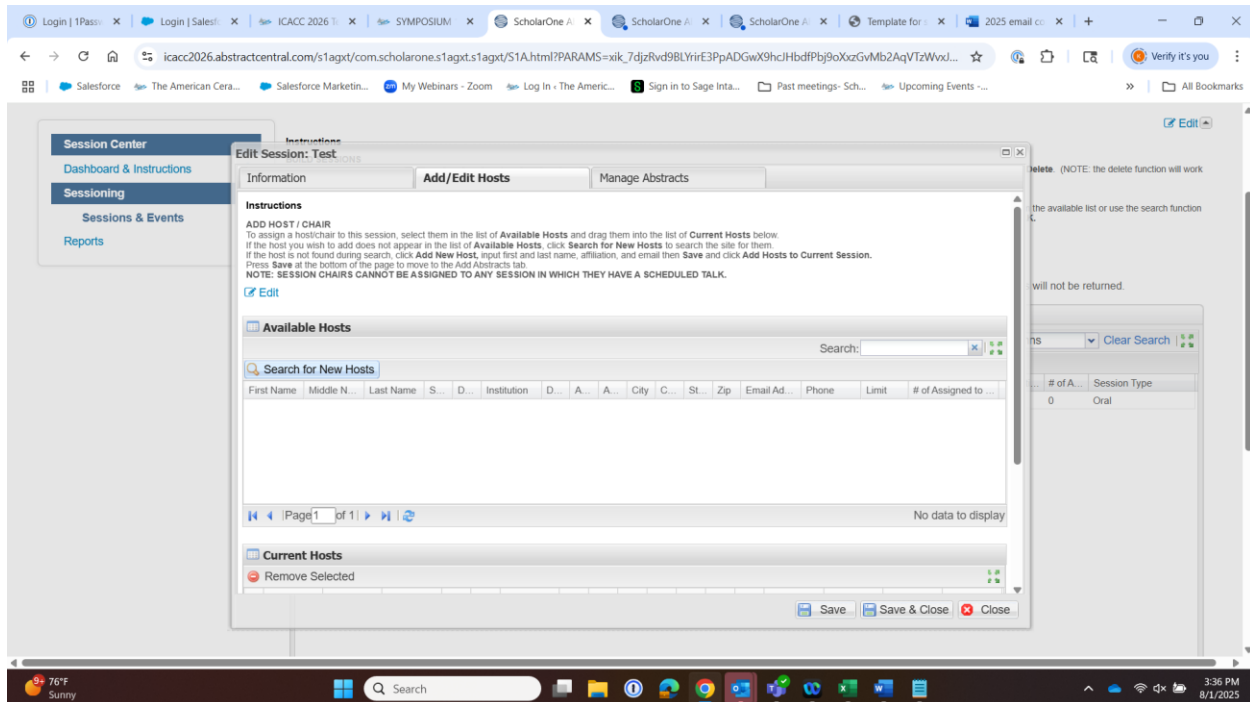 Login | 1Passv
Login | Salesf
ICACC 2026 T
SYMPOSIUM
ScholarOne A
ScholarOne A
ScholarOne A
Template for s
2025 email co
icacc2026.abstractcentral.com/s1agxt/com.scholarone.s1agxt.s1agxt/S1A.html?PARAMS=xik_7djzRvd9BLYrirE3PpADGwX9hcJHbdfPbj9oXxzGvMb2AqVTzWvxJ...
Verify it's you
Salesforce
The American Cera...
Salesforce Marketin...
My Webinars - Zoom
Log In ‹ The Americ...
Sign in to Sage Inta...
Past meetings- Sch...
Upcoming Events -...
All Bookmarks
Edit
Session Center
Dashboard & Instructions
Sessioning
Sessions & Events
Reports
Instructions
Edit Session: Test
Information
Add/Edit Hosts
Manage Abstracts
Delete. (NOTE: the delete function will work
the available list or use the search function
will not be returned.
Instructions
ADD HOST / CHAIR
To assign a host/chair to this session, select them in the list of Available Hosts and drag them into the list of Current Hosts below.
If the host you wish to add does not appear in the list of Available Hosts, click Search for New Hosts to search the site for them.
If the host is not found during search, click Add New Host, input first and last name, affiliation, and email then Save and click Add Hosts to Current Session.
Press Save at the bottom of the page to move to the Add Abstracts tab.
NOTE: SESSION CHAIRS CANNOT BE ASSIGNED TO ANY SESSION IN WHICH THEY HAVE A SCHEDULED TALK.
Edit
Available Hosts
Search:
Search for New Hosts
First Name Middle N... Last Name S... D... Institution D... A... A... City C... St... Zip Email Ad... Phone Limit # of Assigned to ...
Clear Search
# of A... Session Type
0 Oral
Page 1 of 1
No data to display
Current Hosts
Remove Selected
Save
Save & Close
Close
9+
76°F
Sunny
Search
3:36 PM
8/1/2025